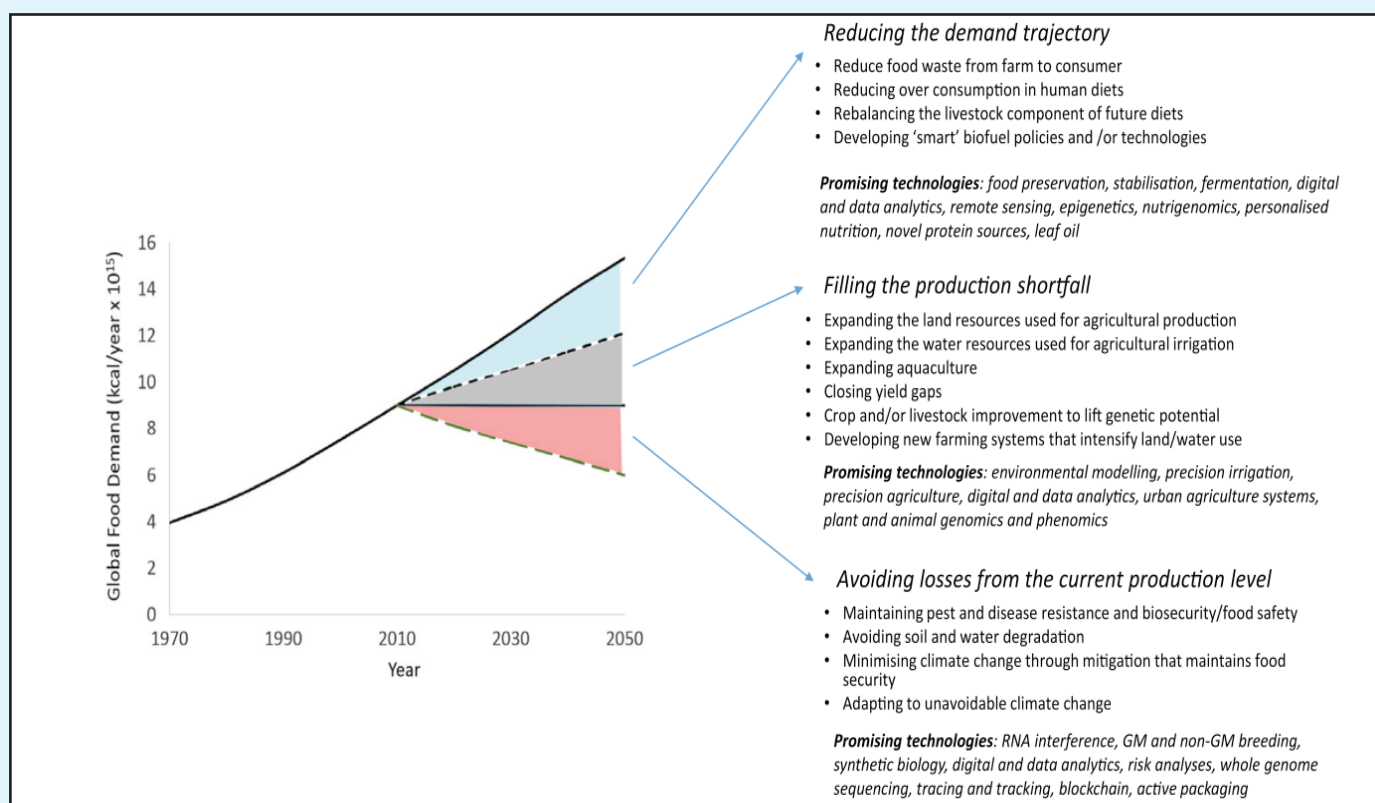 Reducing the demand trajectory
• Reduce food waste from farm to consumer
• Reducing over consumption in human diets
• Rebalancing the livestock component of future diets
• Developing ‘smart’ biofuel policies and /or technologies
Promising technologies: food preservation, stabilisation, fermentation, digital
and data analytics, remote sensing, epigenetics, nutrigenomics, personalised
nutrition, novel protein sources, leaf oil
Filling the production shortfall
• Expanding the land resources used for agricultural production
• Expanding the water resources used for agricultural irrigation
• Expanding aquaculture
• Closing yield gaps
• Crop and/or livestock improvement to lift genetic potential
• Developing new farming systems that intensify land/water use
Promising technologies: environmental modelling, precision irrigation,
precision agriculture, digital and data analytics, urban agriculture systems,
plant and animal genomics and phenomics
Avoiding losses from the current production level
• Maintaining pest and disease resistance and biosecurity/food safety
• Avoiding soil and water degradation
• Minimising climate change through mitigation that maintains food
security
• Adapting to unavoidable climate change
Promising technologies: RNA interference, GM and non-GM breeding,
synthetic biology, digital and data analytics, risk analyses, whole genome
sequencing, tracing and tracking, blockchain, active packaging
Global Food Demand (kcal/year x 10¹⁵)
16
14
12
10
8
6
4
2
0
1970 1990 2010 2030 2050
Year